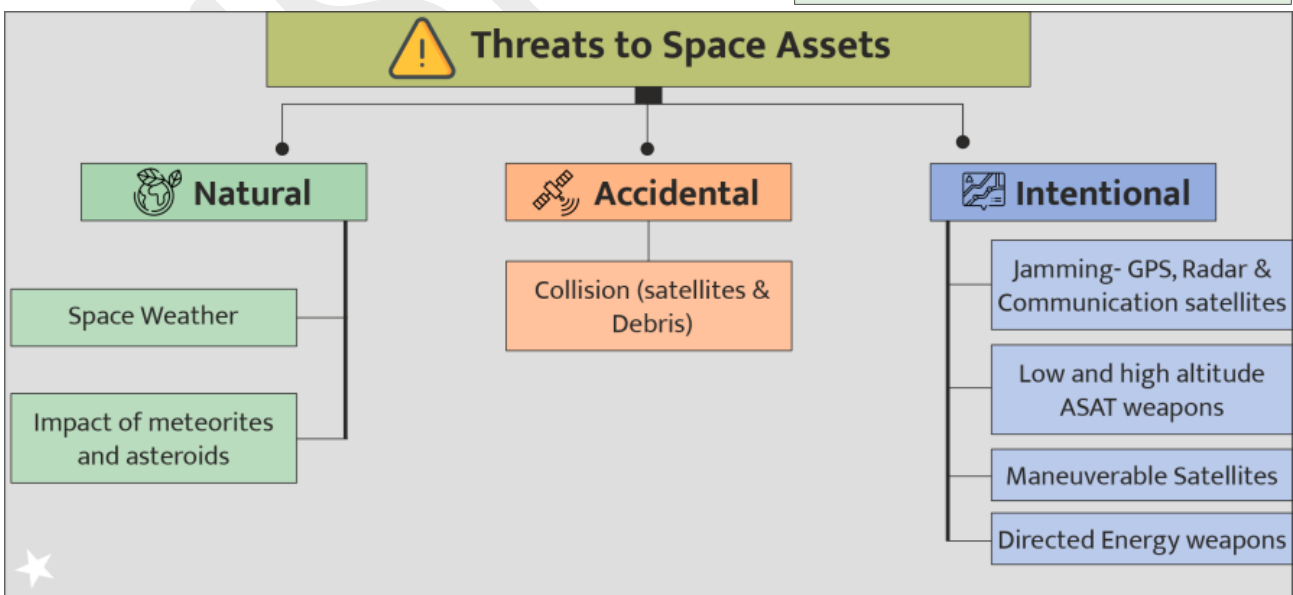 Threats to Space Assets
Natural
Space Weather
Impact of meteorites
and asteroids
Accidental
Collision (satellites &
Debris)
Intentional
Jamming- GPS, Radar &
Communication satellites
Low and high altitude
ASAT weapons
Maneuverable Satellites
Directed Energy weapons